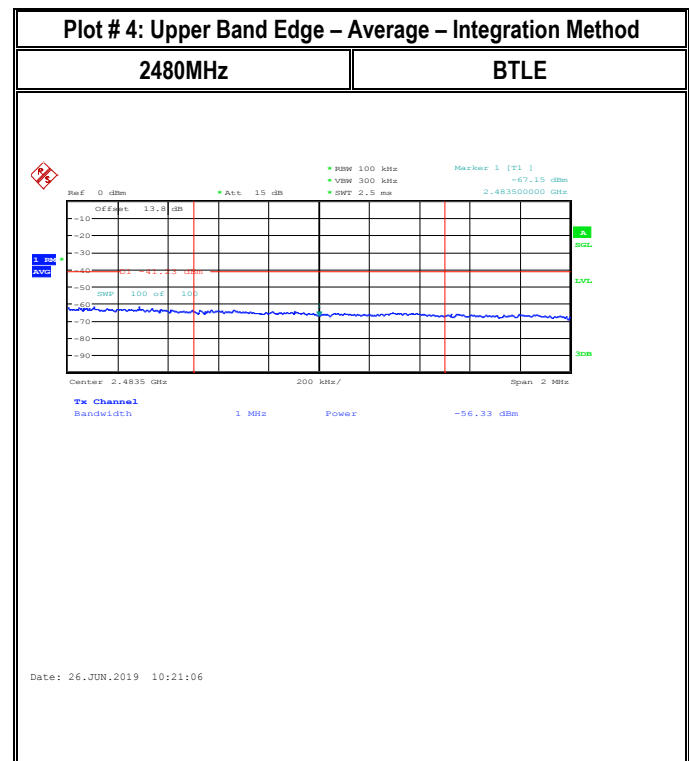 Plot # 4: Upper Band Edge – Average – Integration Method
2480MHz BTLE
R S
* RBW 100 kHz Marker 1 [T1 ]
* VBW 300 kHz -67.15 dBm
Ref 0 dBm * Att 15 dB * SWT 2.5 ms 2.483500000 GHz
Offset 13.8 dB
-10
-20
A
SGL
-30
1 RM *
AVG
-40
D1 -41.23 dBm
-50
LVL
SWP 100 of 100
-60
-70
-80
3DB
-90
Center 2.4835 GHz 200 kHz/ Span 2 MHz
Tx Channel
Bandwidth 1 MHz Power -56.33 dBm
Date: 26.JUN.2019 10:21:06